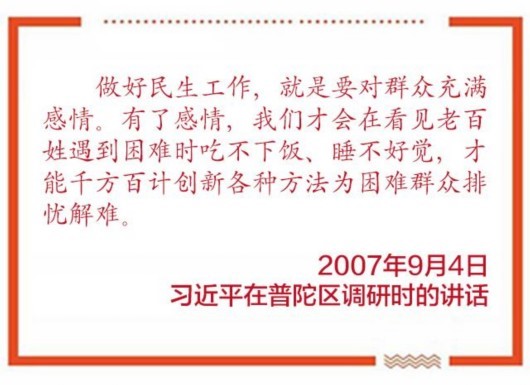 做好民生工作，就是要对群众充满
感情。有了感情，我们才会在看见老百
姓遇到困难时吃不下饭、睡不好觉，才
能千方百计创新各种方法为困难群众排
忧解难。
2007年9月4日
习近平在普陀区调研时的讲话